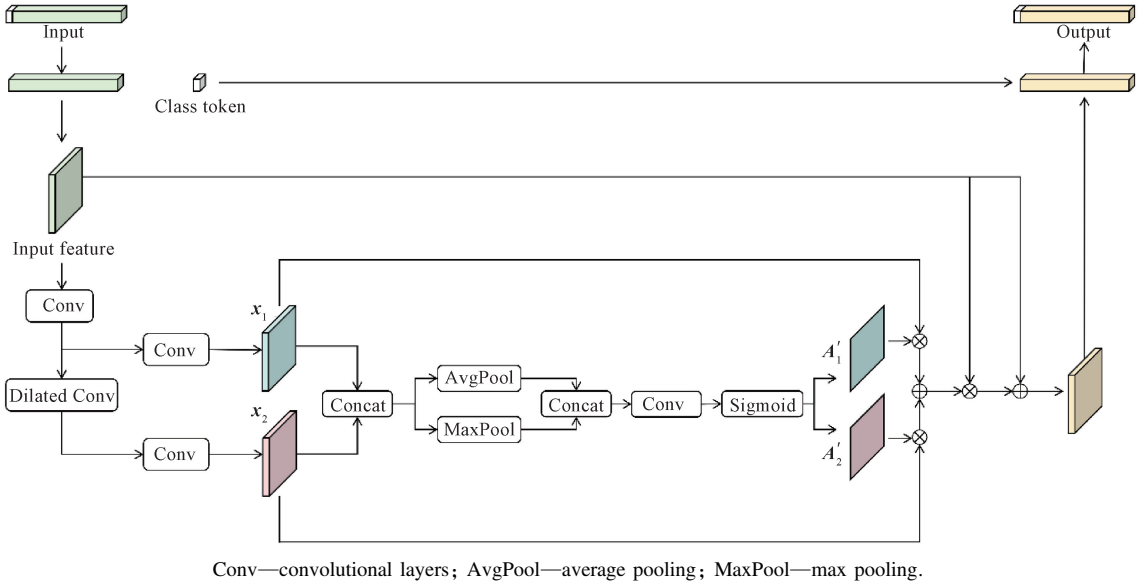 Input
Output
Class token
Input feature
Conv
x₁
Conv
A′₁
AvgPool
Dilated Conv
x₂
Concat
Concat
Conv
Sigmoid
MaxPool
A′₂
Conv
Conv—convolutional layers; AvgPool—average pooling; MaxPool—max pooling.